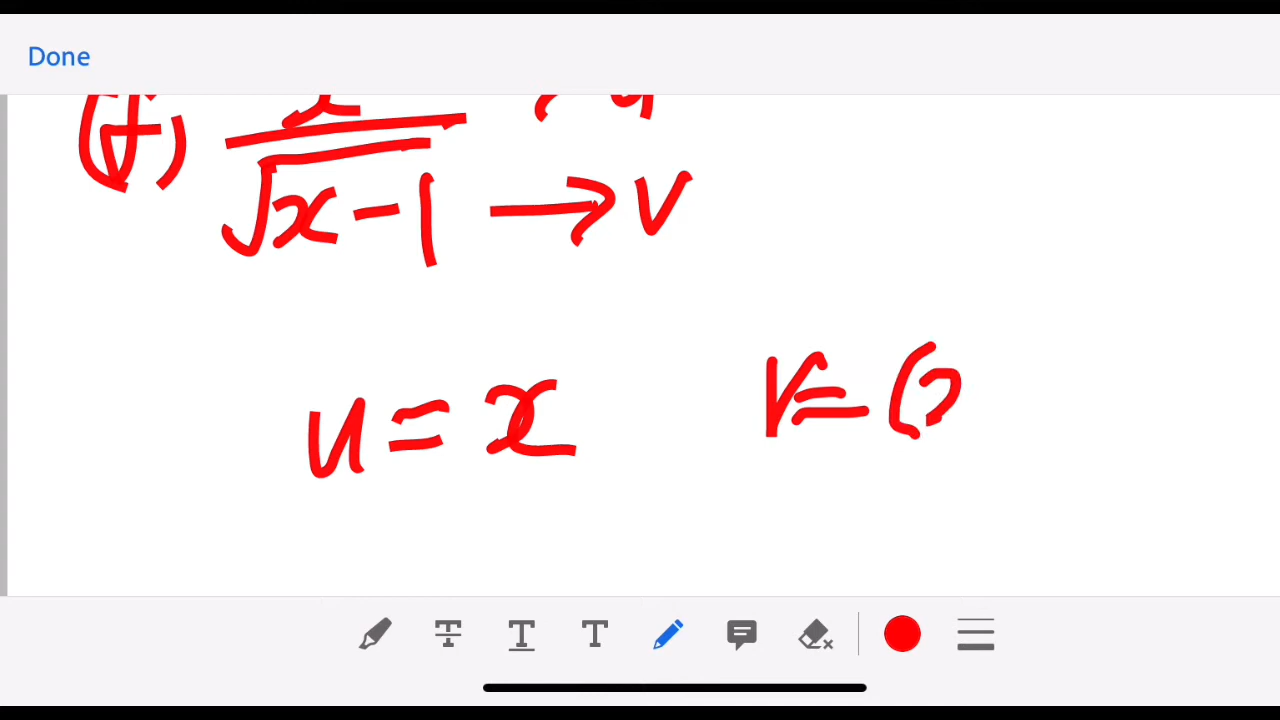 Done
(f) x → u
√x-1 → v
u = x v = (
T T T